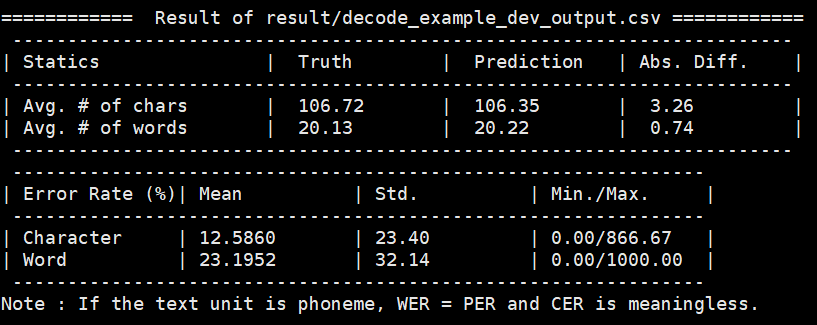 ============  Result of result/decode_example_dev_output.csv ============
 -----------------------------------------------------------------------
| Statics               |  Truth        |  Prediction   | Abs. Diff.    |
 -----------------------------------------------------------------------
| Avg. # of chars       |  106.72       |  106.35       |  3.26         |
| Avg. # of words       |  20.13        |  20.22        |  0.74         |
 -----------------------------------------------------------------------
 ---------------------------------------------------------------
| Error Rate (%)| Mean          | Std.          | Min./Max.     |
 ---------------------------------------------------------------
| Character     | 12.5860       | 23.40         | 0.00/866.67   |
| Word          | 23.1952       | 32.14         | 0.00/1000.00  |
 ---------------------------------------------------------------
Note : If the text unit is phoneme, WER = PER and CER is meaningless.